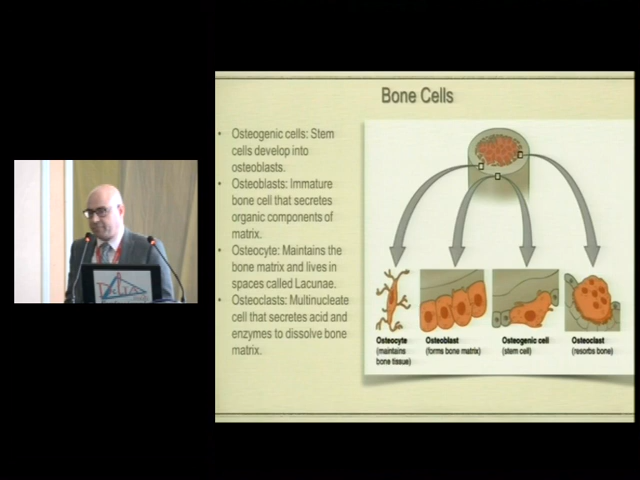 Bone Cells
• Osteogenic cells: Stem
cells develop into
osteoblasts.
• Osteoblasts: Immature
bone cell that secretes
organic components of
matrix.
• Osteocyte: Maintains the
bone matrix and lives in
spaces called Lacunae.
• Osteoclasts: Multinucleate
cell that secretes acid and
enzymes to dissolve bone
matrix.
Osteocyte
(maintains
bone tissue)
Osteoblast
(forms bone matrix)
Osteogenic cell
(stem cell)
Osteoclast
(resorbs bone)